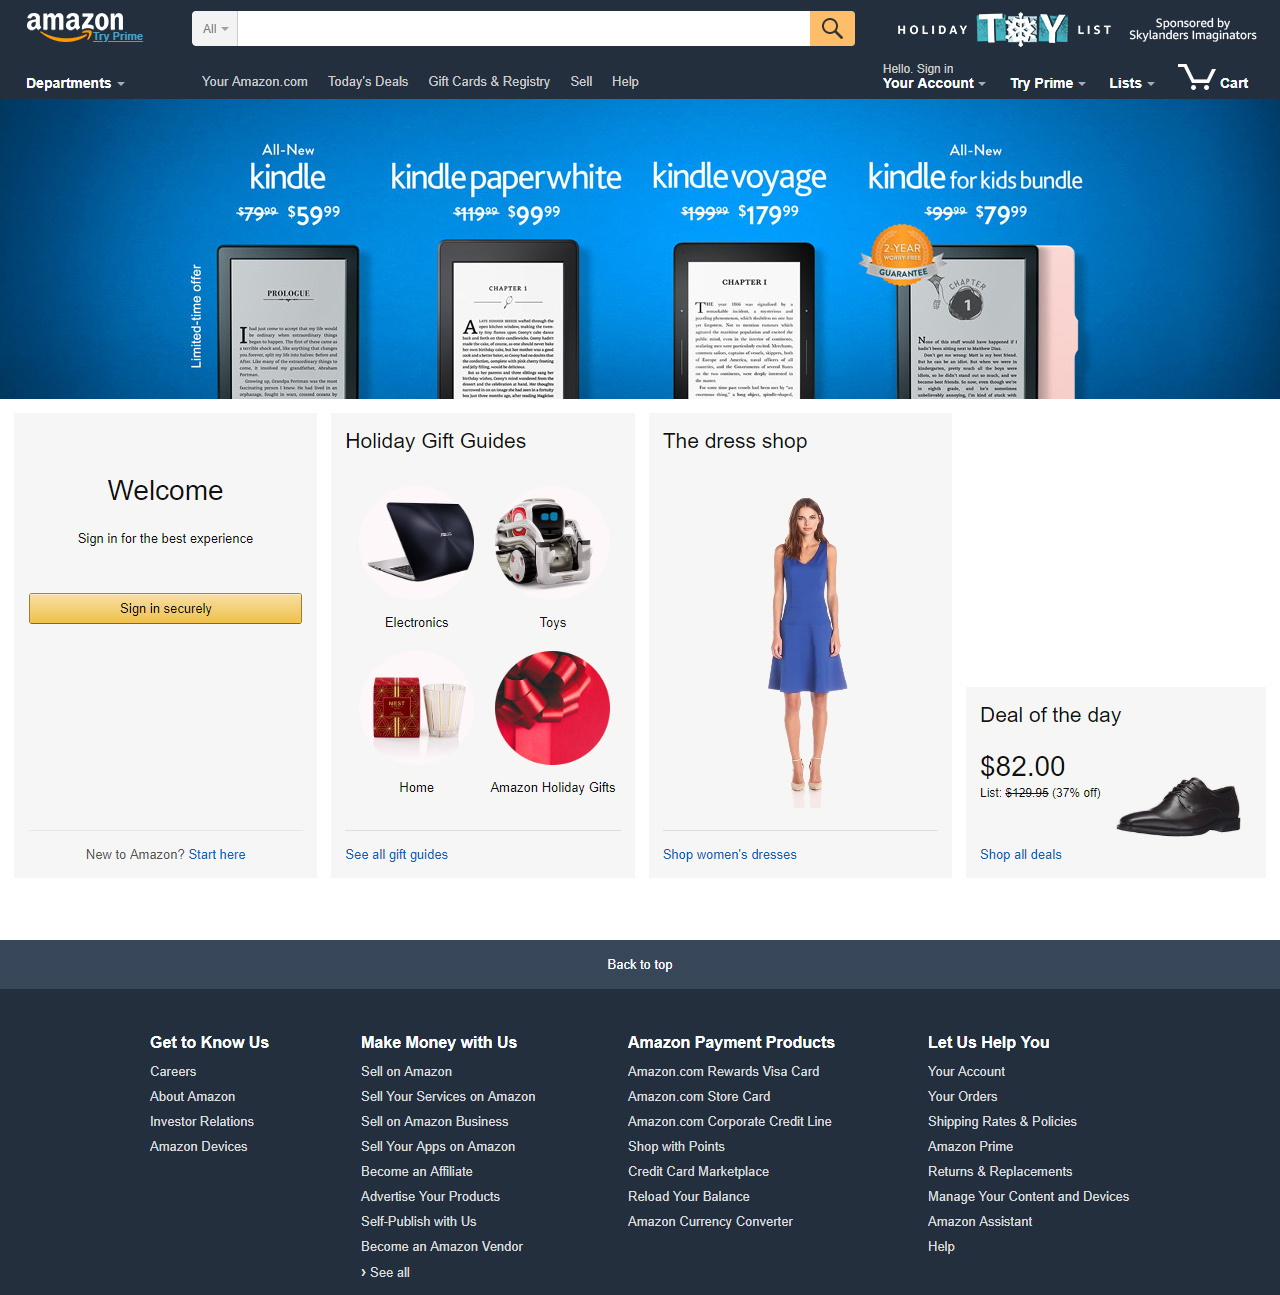 amazon
Try Prime
All
HOLIDAY TOY LIST
Sponsored by
Skylanders Imaginators
Departments
Your Amazon.com Today's Deals Gift Cards & Registry Sell Help
Hello. Sign in
Your Account Try Prime Lists Cart
All-New
kindle
$79.99 $59.99
kindle paperwhite
$119.99 $99.99
kindle voyage
$199.99 $179.99
All-New
kindle for kids bundle
$99.99 $79.99
Limited-time offer
2-YEAR
WORRY-FREE
GUARANTEE
PROLOGUE
CHAPTER 1
CHAPTER I
CHAPTER
1
Welcome
Sign in for the best experience
Sign in securely
New to Amazon? Start here
Holiday Gift Guides
Electronics
Toys
NEST
Home
Amazon Holiday Gifts
See all gift guides
The dress shop
Shop women's dresses
Deal of the day
$82.00
List: $129.95 (37% off)
Shop all deals
Back to top
Get to Know Us
Careers
About Amazon
Investor Relations
Amazon Devices
Make Money with Us
Sell on Amazon
Sell Your Services on Amazon
Sell on Amazon Business
Sell Your Apps on Amazon
Become an Affiliate
Advertise Your Products
Self-Publish with Us
Become an Amazon Vendor
› See all
Amazon Payment Products
Amazon.com Rewards Visa Card
Amazon.com Store Card
Amazon.com Corporate Credit Line
Shop with Points
Credit Card Marketplace
Reload Your Balance
Amazon Currency Converter
Let Us Help You
Your Account
Your Orders
Shipping Rates & Policies
Amazon Prime
Returns & Replacements
Manage Your Content and Devices
Amazon Assistant
Help